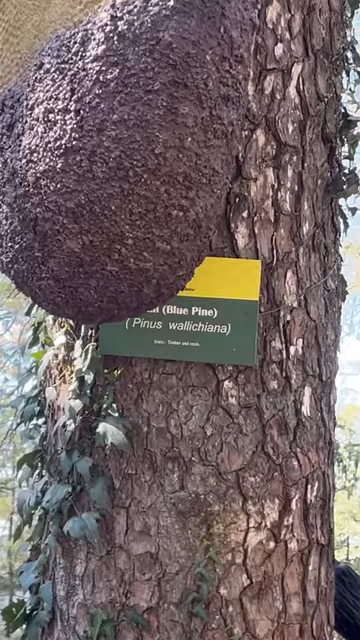 (Blue Pine)
( Pinus wallichiana)
Uses:- Timber and resin.